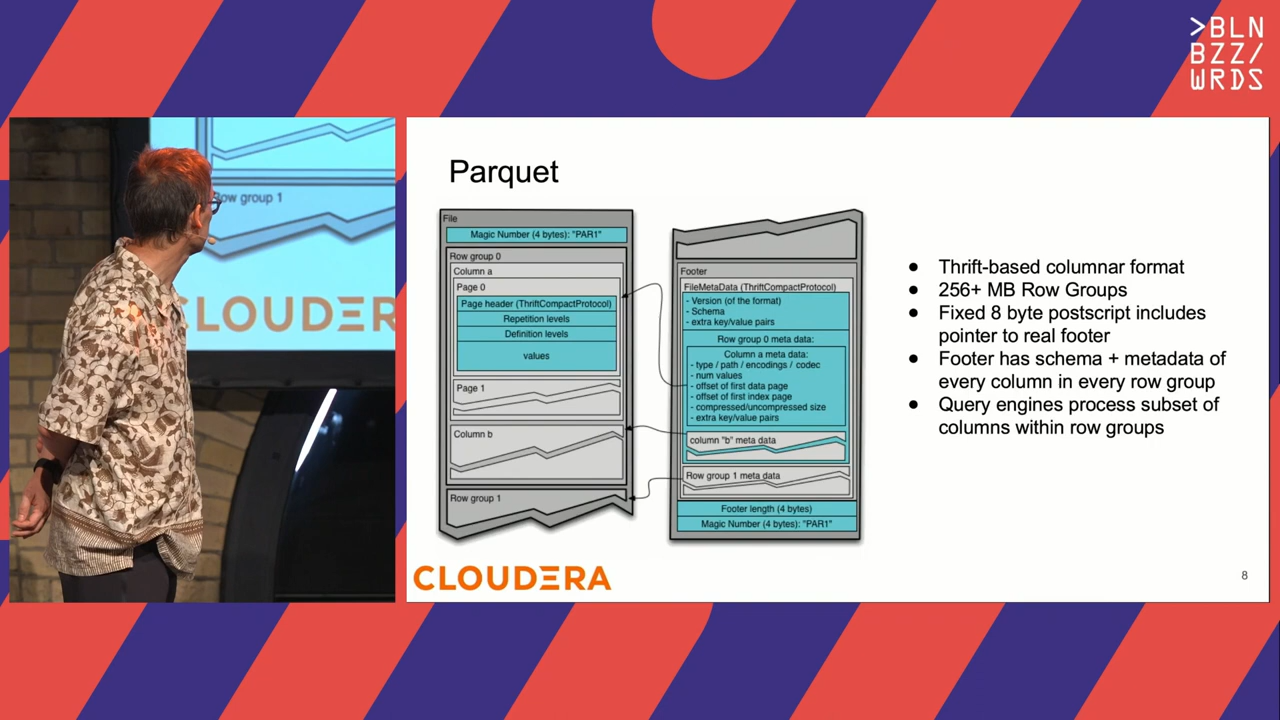 >BLN
BZZ/
WRDS
Row group 1
CLOUDER
Parquet
File
Magic Number (4 bytes): "PAR1"
Row group 0
Column a
Page 0
Page header (ThriftCompactProtocol)
Repetition levels
Definition levels
values
Page 1
Column b
Row group 1
Footer
FileMetaData (ThriftCompactProtocol)
- Version (of the format)
- Schema
- extra key/value pairs
Row group 0 meta data:
Column a meta data:
- type / path / encodings / codec
- num values
- offset of first data page
- offset of first index page
- compressed/uncompressed size
- extra key/value pairs
column "b" meta data
Row group 1 meta data
Footer length (4 bytes)
Magic Number (4 bytes): "PAR1"
● Thrift-based columnar format
● 256+ MB Row Groups
● Fixed 8 byte postscript includes
pointer to real footer
● Footer has schema + metadata of
every column in every row group
● Query engines process subset of
columns within row groups
CLOUDERA
8